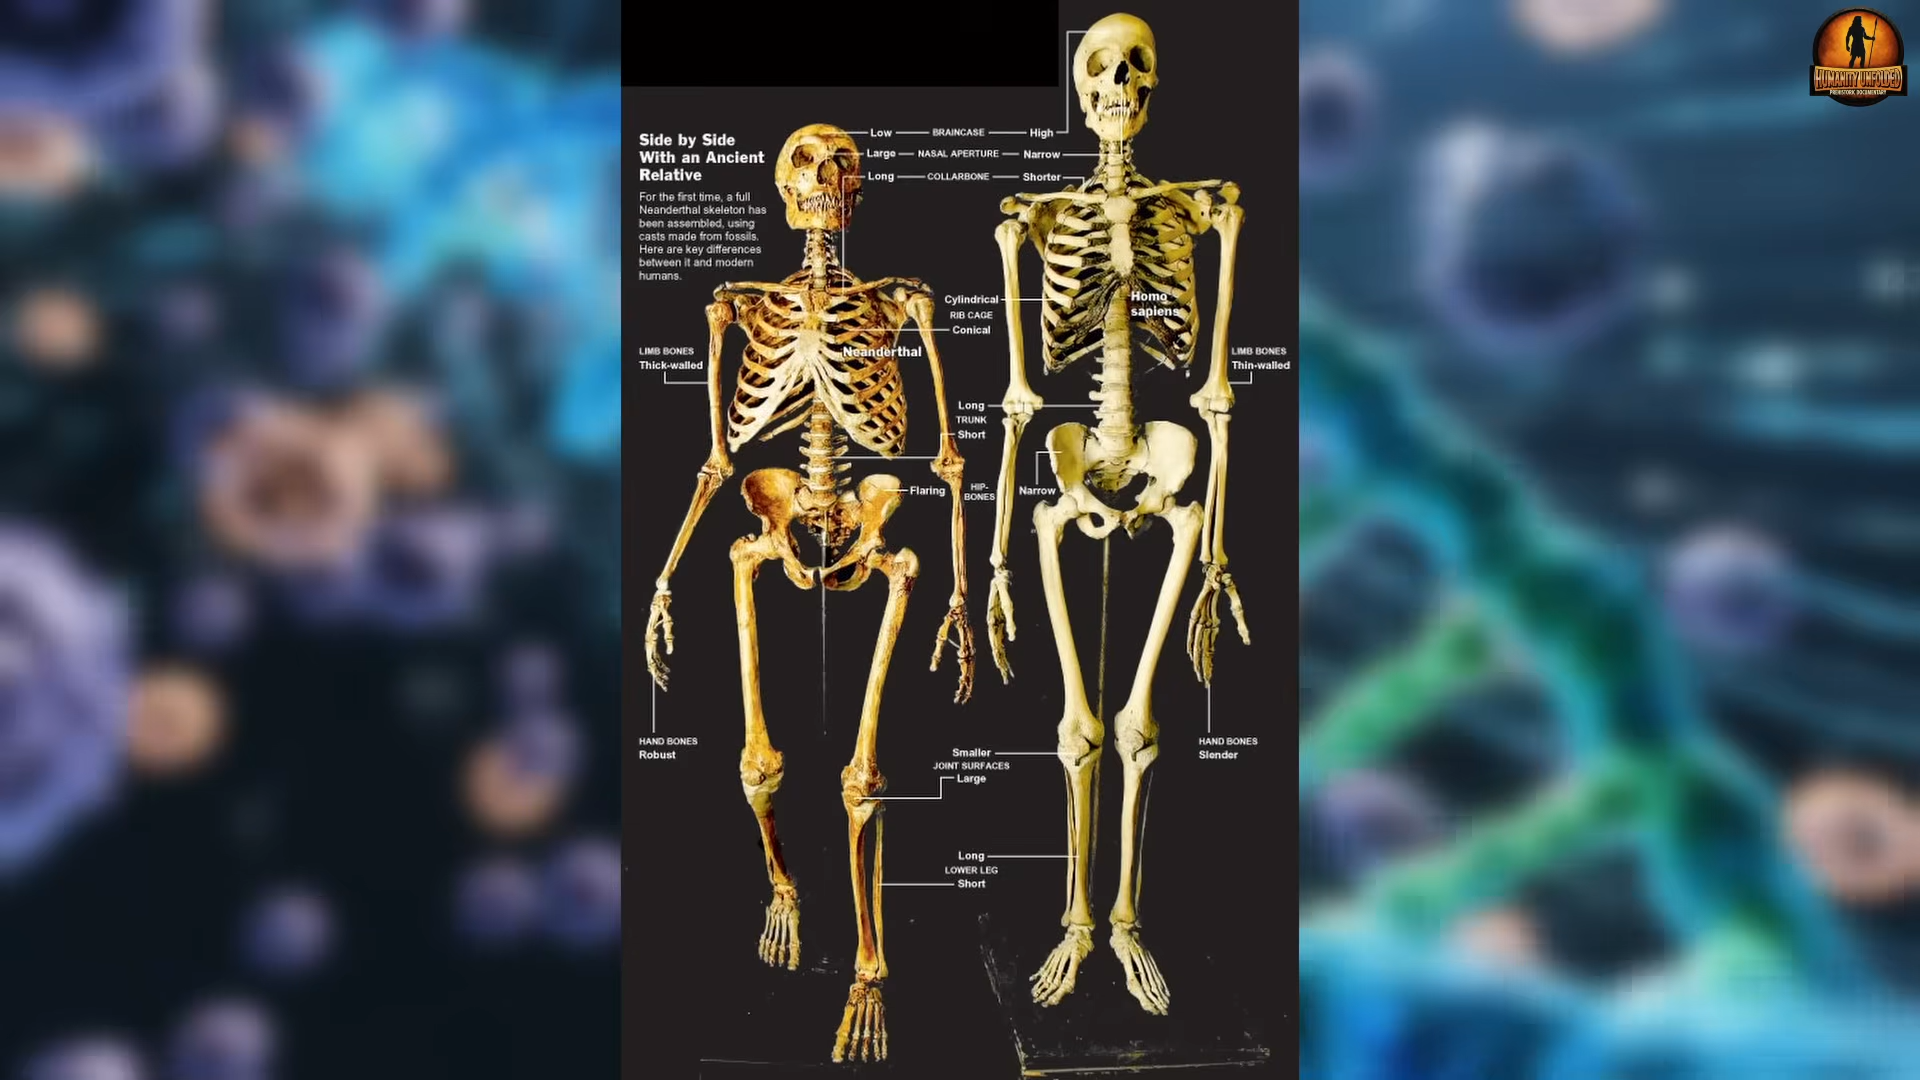 HUMANITY UNFOLDED
PREHISTORIC DOCUMENTARY
Side by Side
With an Ancient
Relative
For the first time, a full
Neanderthal skeleton has
been assembled, using
casts made from fossils.
Here are key differences
between it and modern
humans.
Low BRAINCASE High
Large NASAL APERTURE Narrow
Long COLLARBONE Shorter
Cylindrical
RIB CAGE
Conical
Homo
sapiens
Neanderthal
LIMB BONES
Thick-walled
LIMB BONES
Thin-walled
Long
TRUNK
Short
Flaring HIP- Narrow
BONES
HAND BONES
Robust
HAND BONES
Slender
Smaller
JOINT SURFACES
Large
Long
LOWER LEG
Short